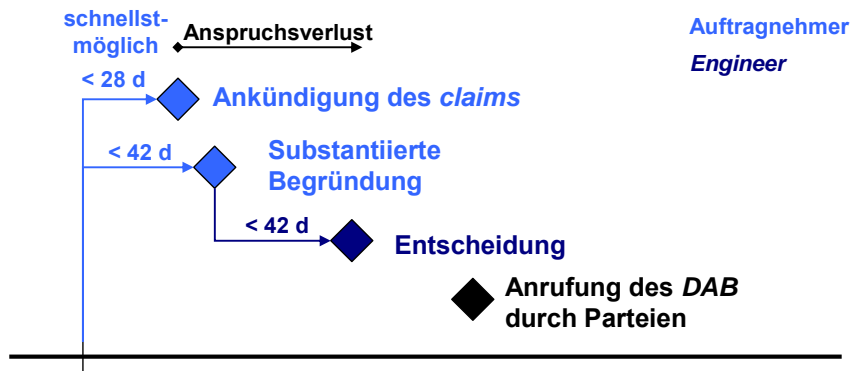 schnellst-
möglich
Anspruchsverlust
Auftragnehmer
Engineer
< 28 d
Ankündigung des claims
< 42 d
Substantiierte
Begründung
< 42 d
Entscheidung
Anrufung des DAB
durch Parteien